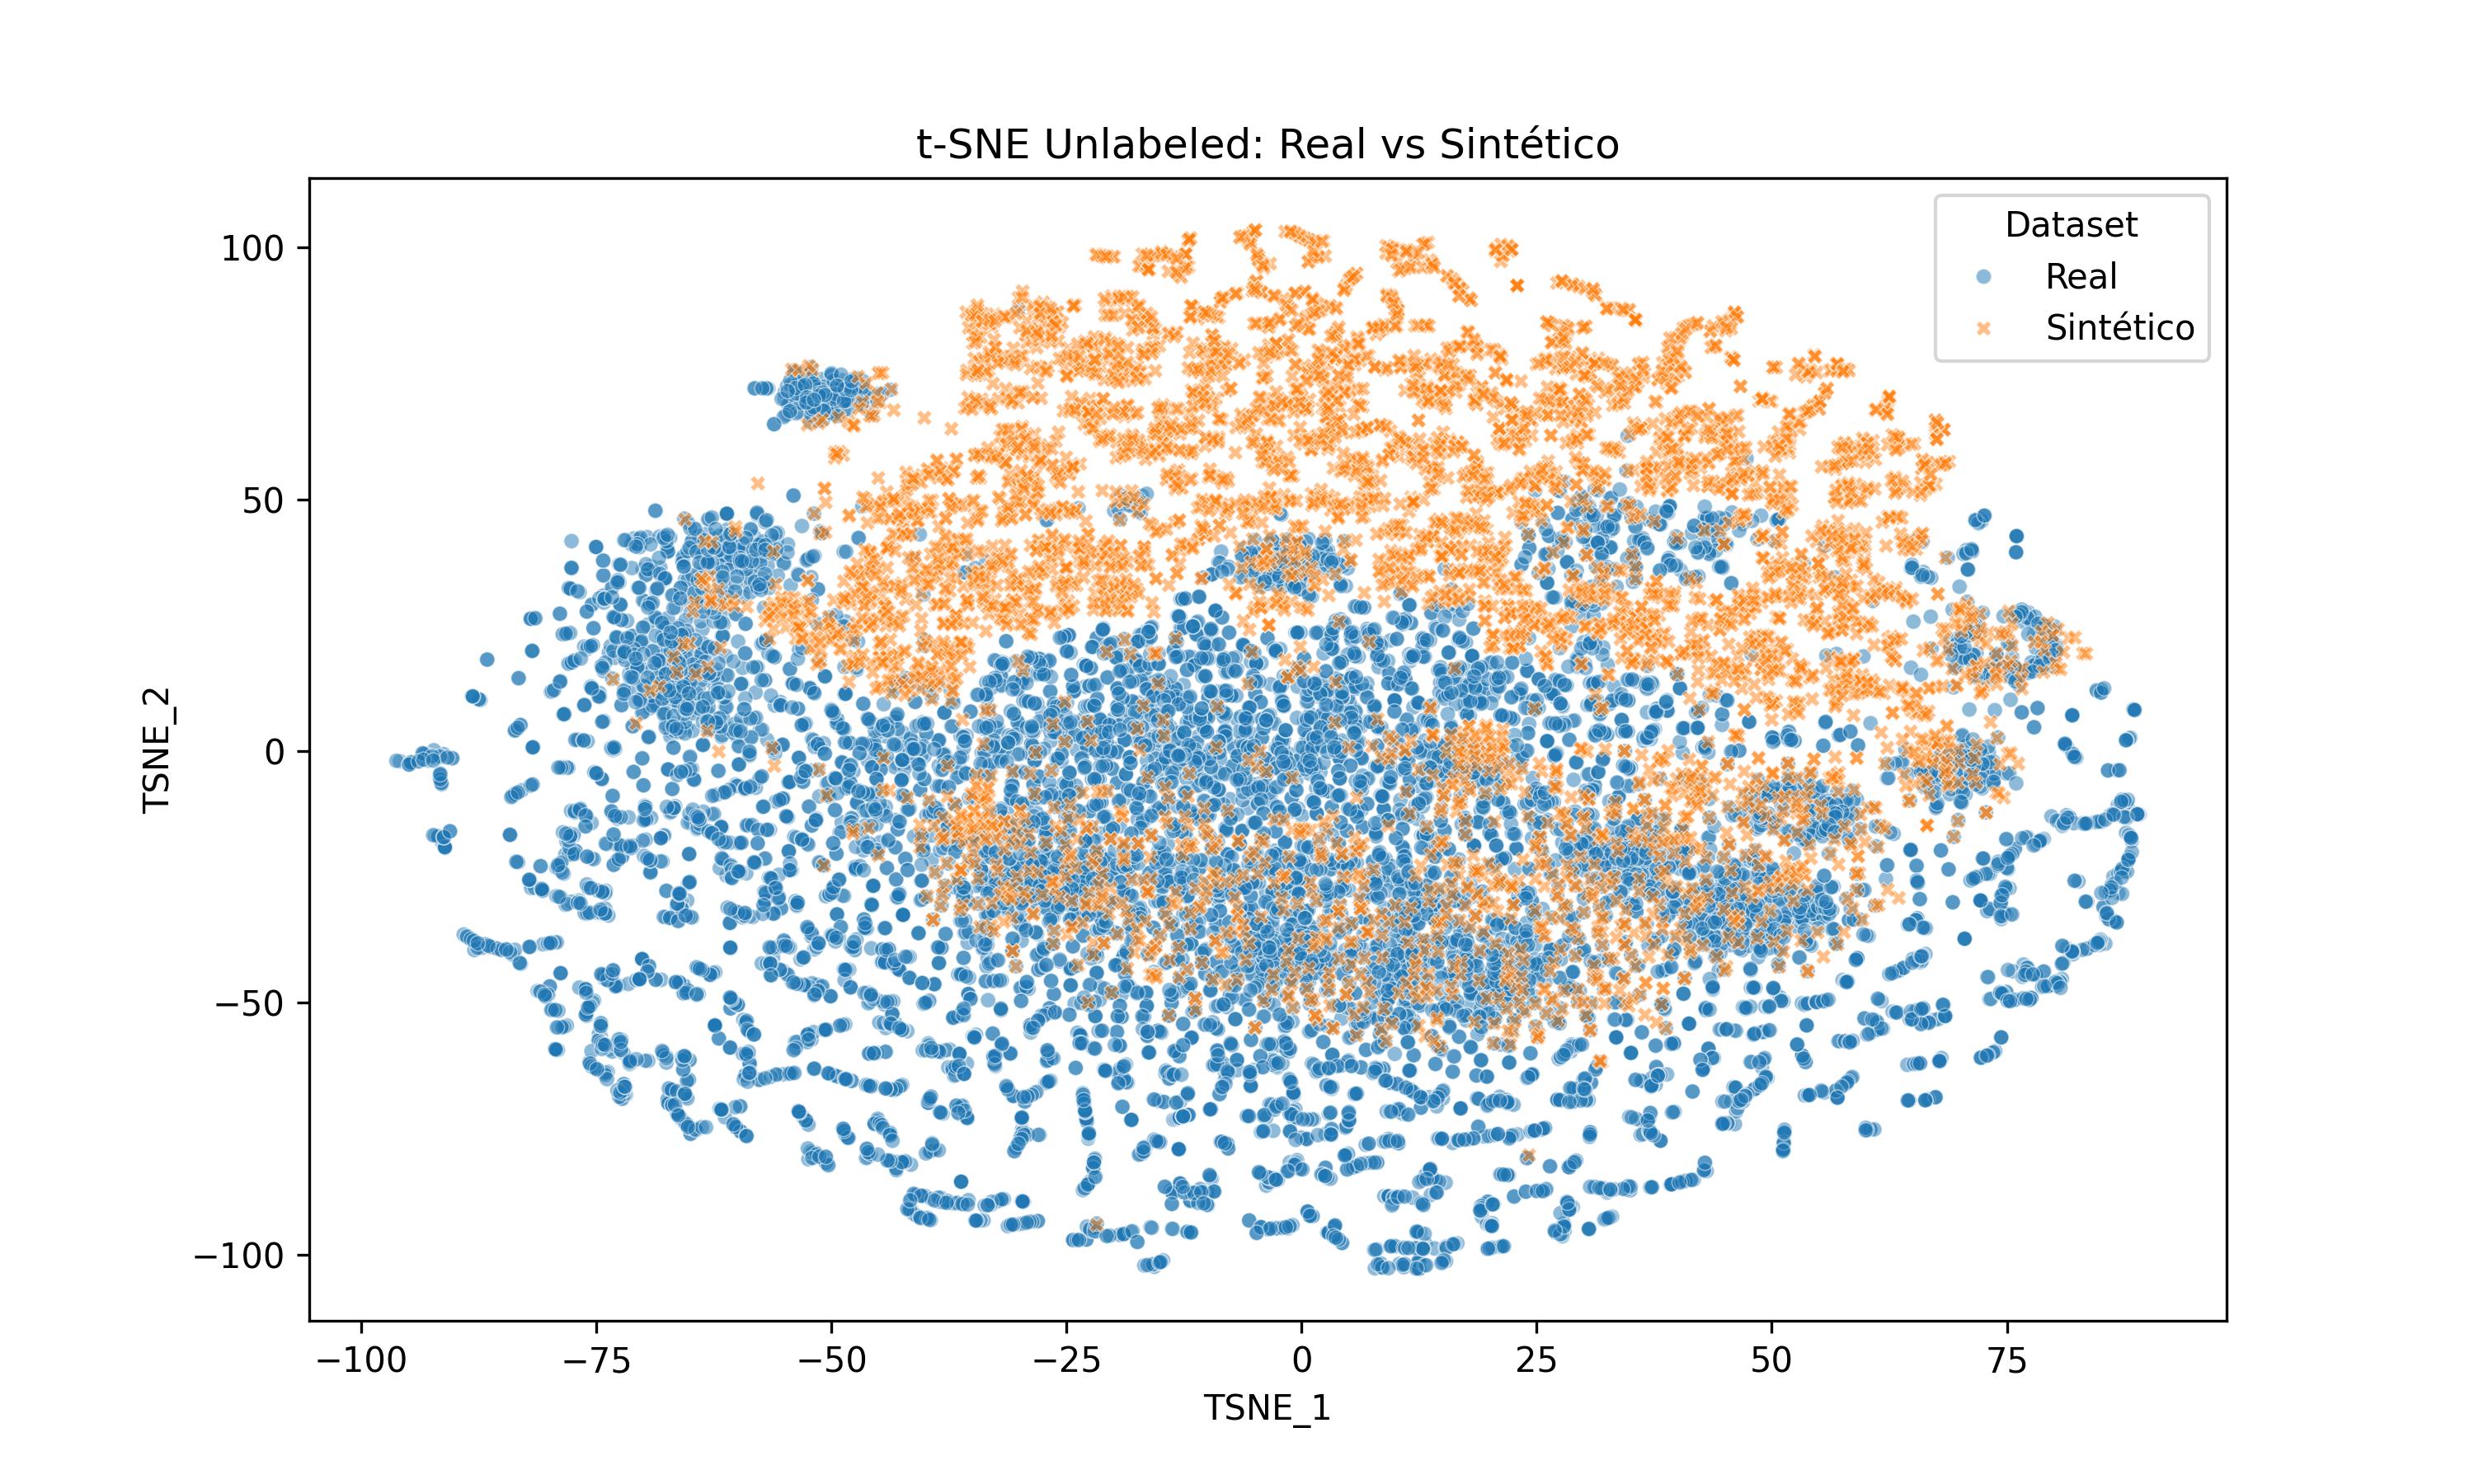 t-SNE Unlabeled: Real vs Sintético
Dataset
Real
Sintético
100
50
0
−50
−100
TSNE_2
−100
−75
−50
−25
0
25
50
75
TSNE_1